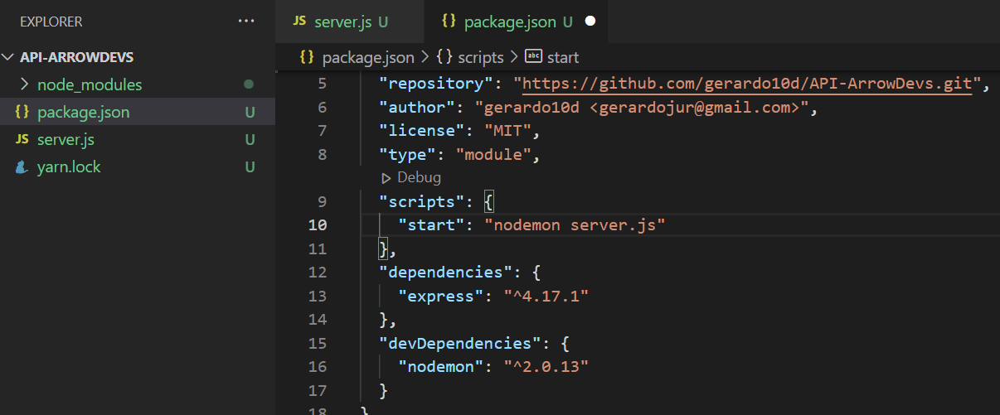 EXPLORER ···
API-ARROWDEVS
node_modules
{} package.json U
JS server.js U
yarn.lock U
JS server.js U {} package.json U
{} package.json > {} scripts > abc start
5 "repository": "https://github.com/gerardo10d/API-ArrowDevs.git",
6 "author": "gerardo10d <gerardojur@gmail.com>",
7 "license": "MIT",
8 "type": "module",
Debug
9 "scripts": {
10 "start": "nodemon server.js"
11 },
12 "dependencies": {
13 "express": "^4.17.1"
14 },
15 "devDependencies": {
16 "nodemon": "^2.0.13"
17 }
18 }